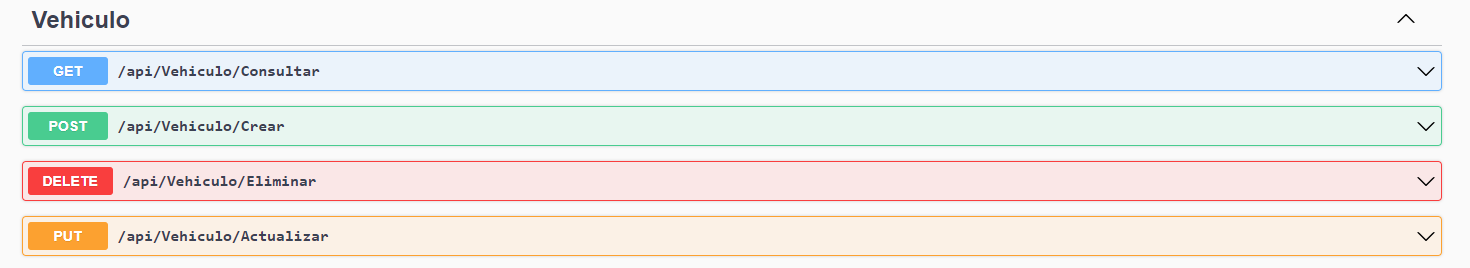 Vehiculo
GET /api/Vehiculo/Consultar
POST /api/Vehiculo/Crear
DELETE /api/Vehiculo/Eliminar
PUT /api/Vehiculo/Actualizar